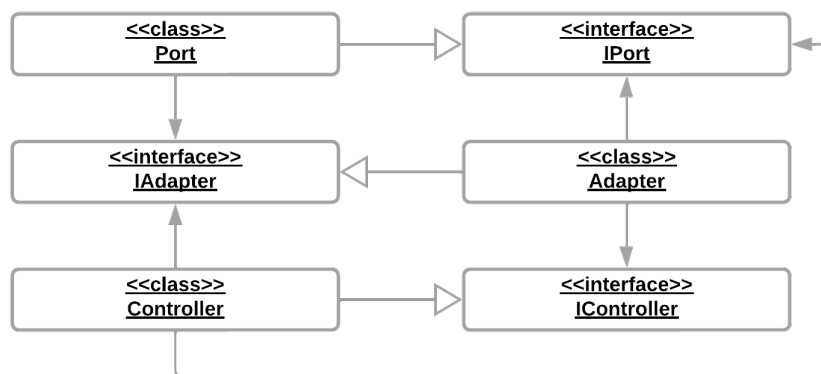 <<class>>
Port
<<interface>>
IPort
<<interface>>
IAdapter
<<class>>
Adapter
<<class>>
Controller
<<interface>>
IController